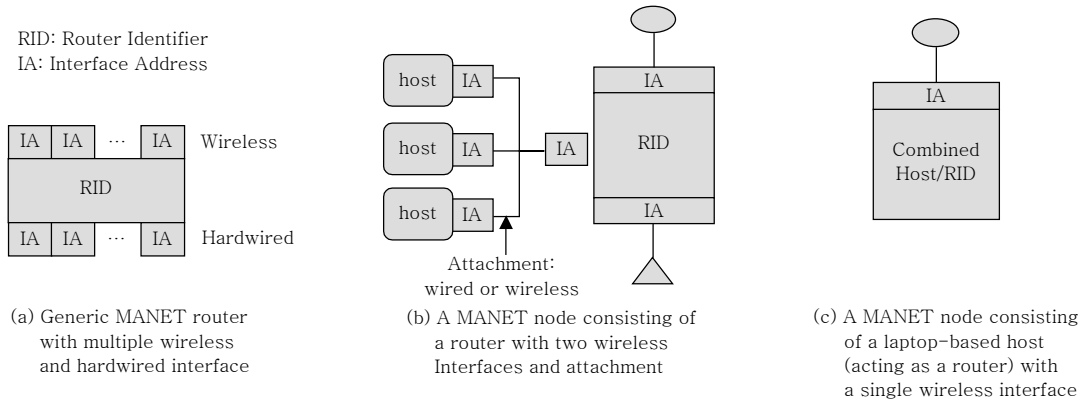 RID: Router Identifier
IA: Interface Address
IA IA … IA Wireless
RID
IA IA … IA Hardwired
(a) Generic MANET router
with multiple wireless
and hardwired interface
host IA
host IA
host IA
IA
IA
RID
IA
Attachment:
wired or wireless
(b) A MANET node consisting of
a router with two wireless
Interfaces and attachment
IA
Combined
Host/RID
(c) A MANET node consisting
of a laptop-based host
(acting as a router) with
a single wireless interface